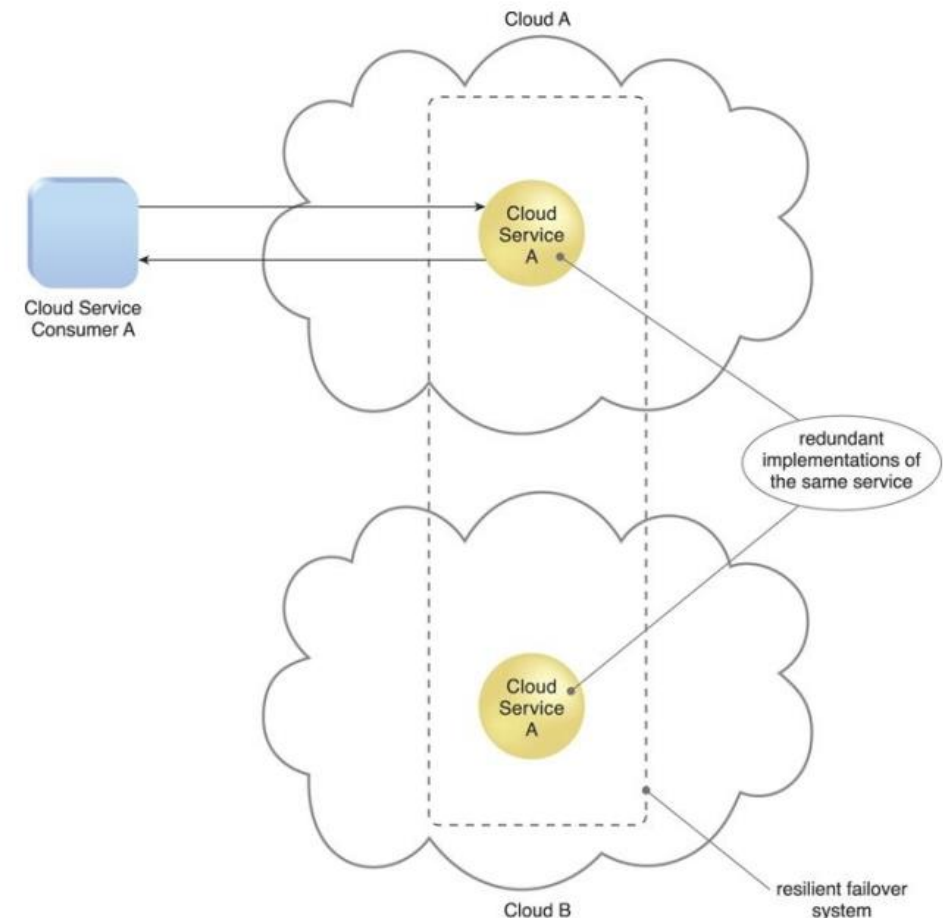 Cloud A
Cloud
Service
A
Cloud Service
Consumer A
redundant
implementations of
the same service
Cloud
Service
A
resilient failover
system
Cloud B